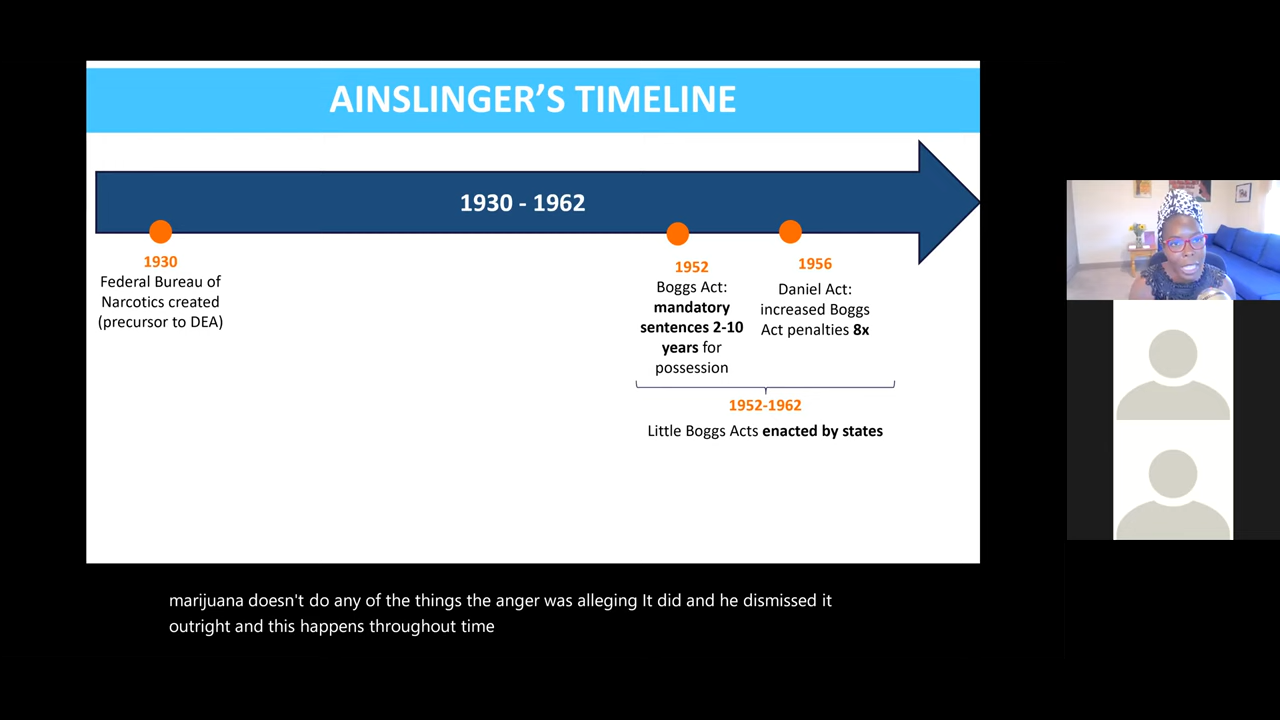 AINSLINGER’S TIMELINE
1930 - 1962
1930
Federal Bureau of
Narcotics created
(precursor to DEA)
1952
Boggs Act:
mandatory
sentences 2-10
years for
possession
1956
Daniel Act:
increased Boggs
Act penalties 8x
1952-1962
Little Boggs Acts enacted by states
marijuana doesn't do any of the things the anger was alleging It did and he dismissed it
outright and this happens throughout time